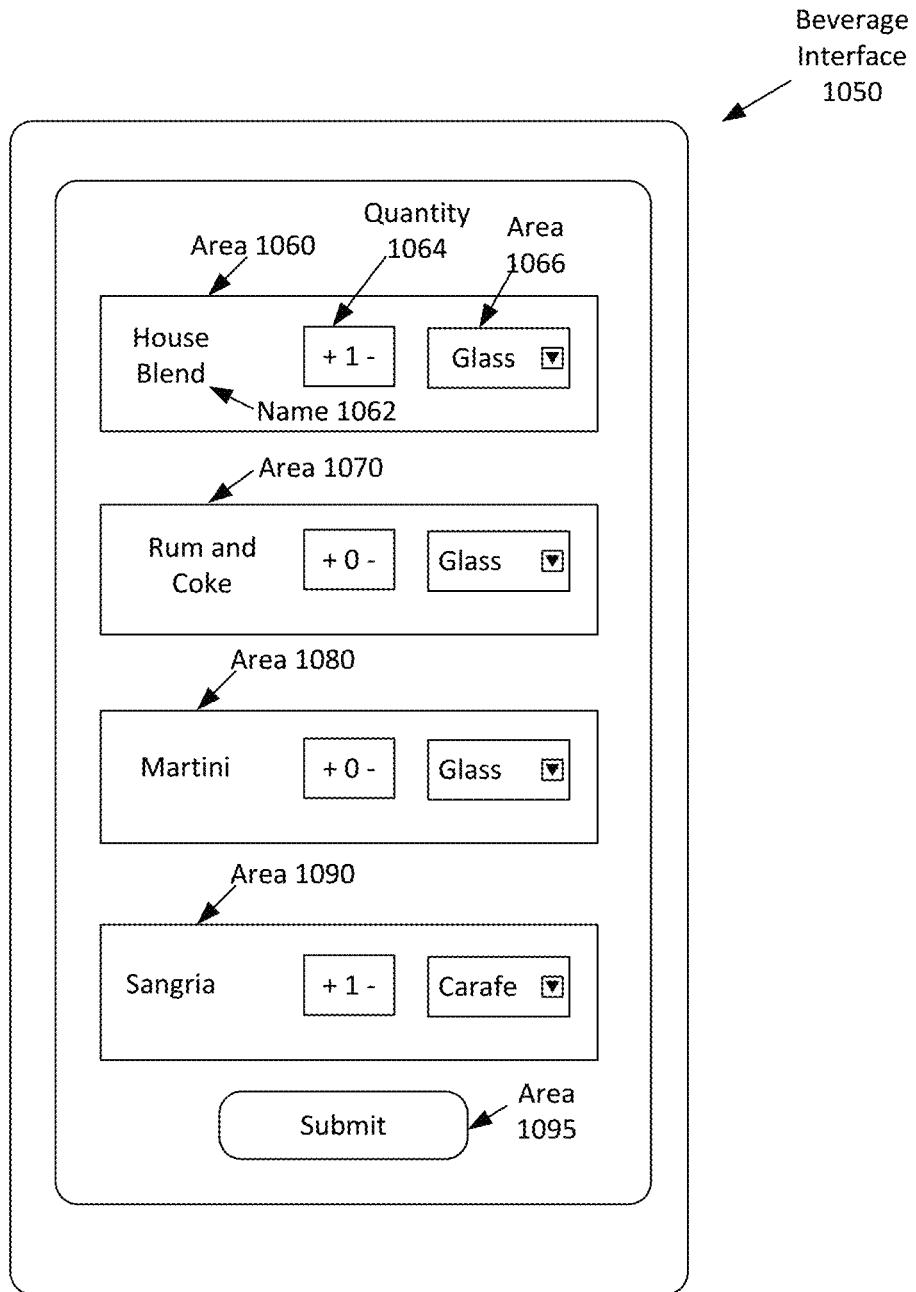 Beverage
Interface
1050
Quantity
1064
Area
1066
Area 1060
House
Blend
+ 1 -
Glass
Name 1062
Area 1070
Rum and
Coke
+ 0 -
Glass
Area 1080
Martini
+ 0 -
Glass
Area 1090
Sangria
+ 1 -
Carafe
Submit
Area
1095